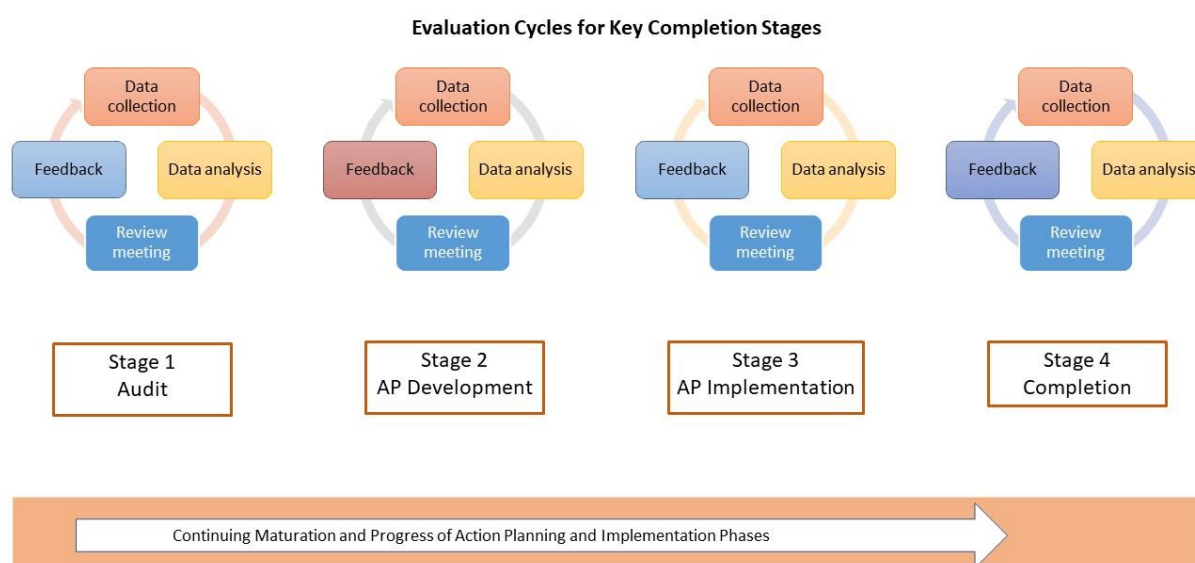 Evaluation Cycles for Key Completion Stages
Data
collection
Feedback
Data analysis
Review
meeting
Data
collection
Feedback
Data analysis
Review
meeting
Data
collection
Feedback
Data analysis
Review
meeting
Data
collection
Feedback
Data analysis
Review
meeting
Stage 1
Audit
Stage 2
AP Development
Stage 3
AP Implementation
Stage 4
Completion
Continuing Maturation and Progress of Action Planning and Implementation Phases